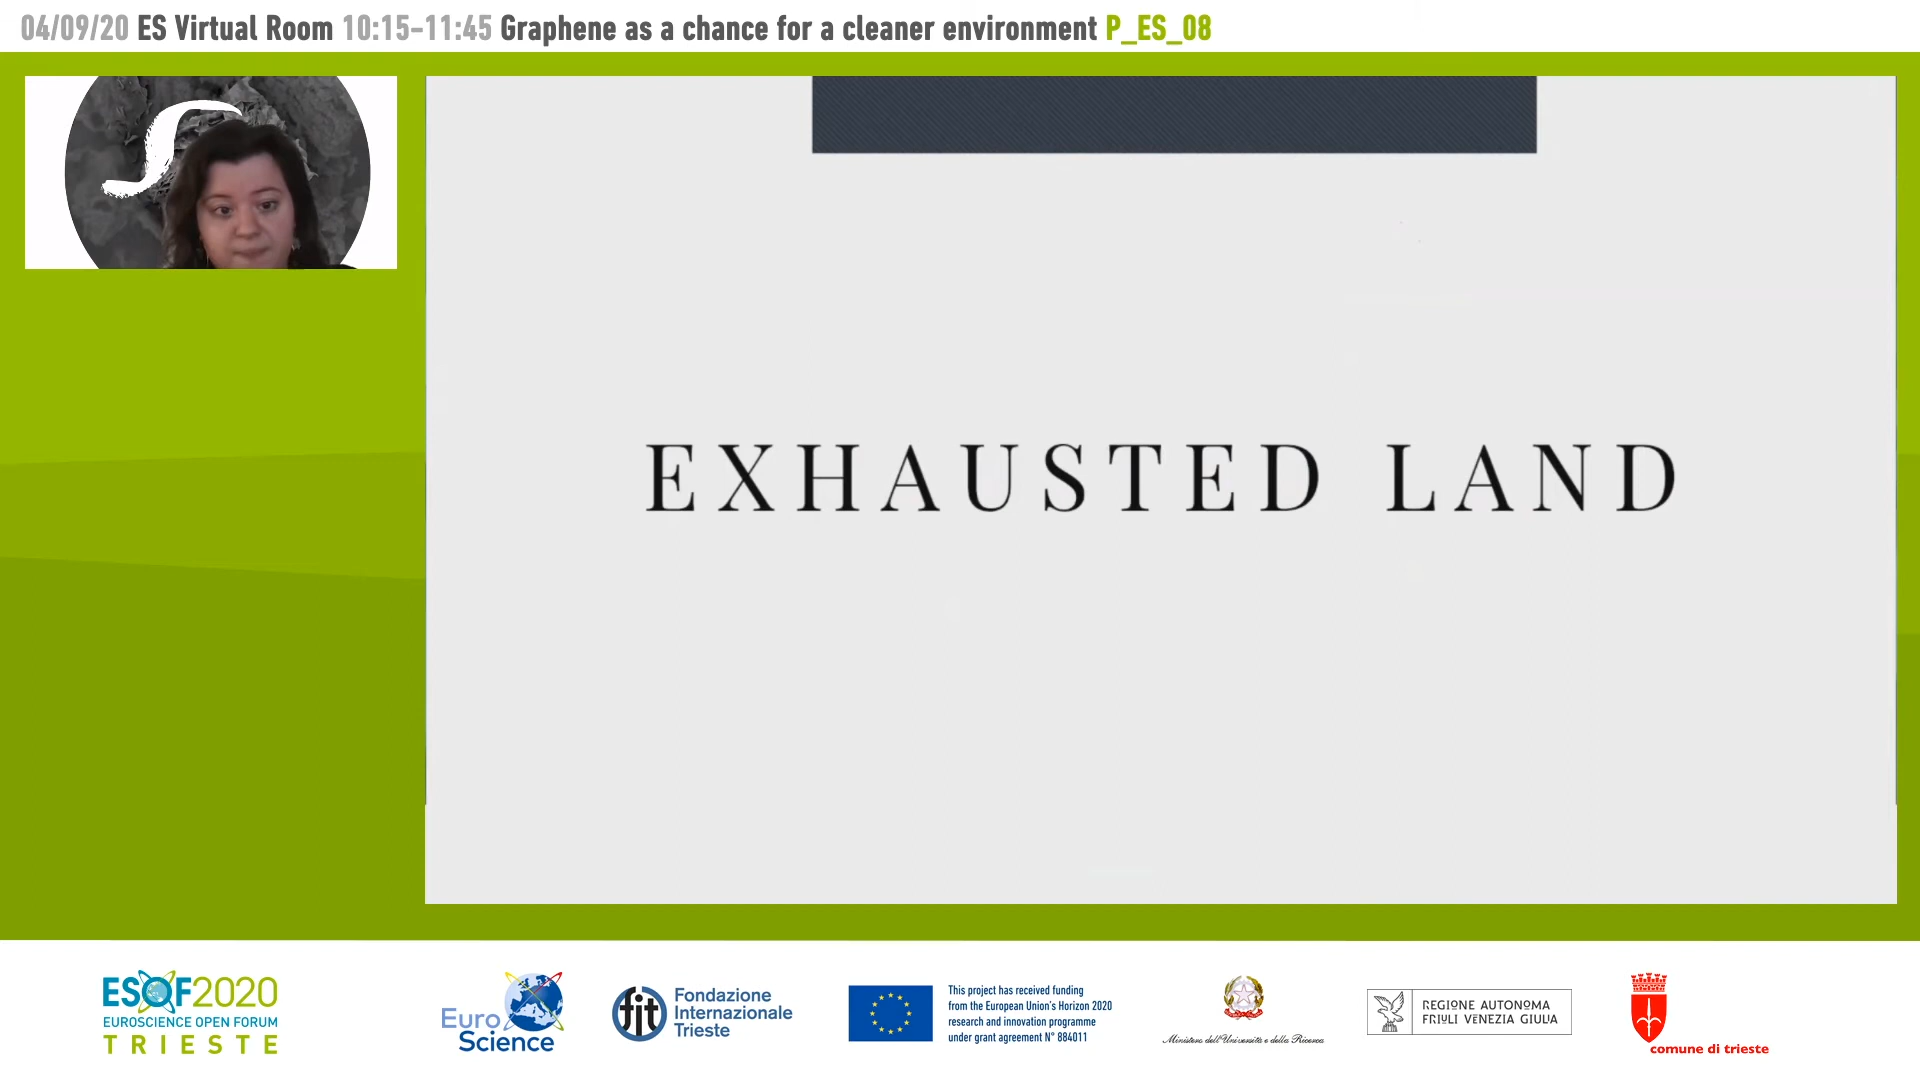 04/09/20 ES Virtual Room 10:15-11:45 Graphene as a chance for a cleaner environment P_ES_08
EXHAUSTED LAND
ESOF2020
EUROSCIENCE OPEN FORUM
TRIESTE
Euro
Science
fit
Fondazione
Internazionale
Trieste
This project has received funding
from the European Union's Horizon 2020
research and innovation programme
under grant agreement N° 884011
Ministero dell'Università e della Ricerca
REGIONE AUTONOMA
FRIULI VENEZIA GIULIA
comune di trieste